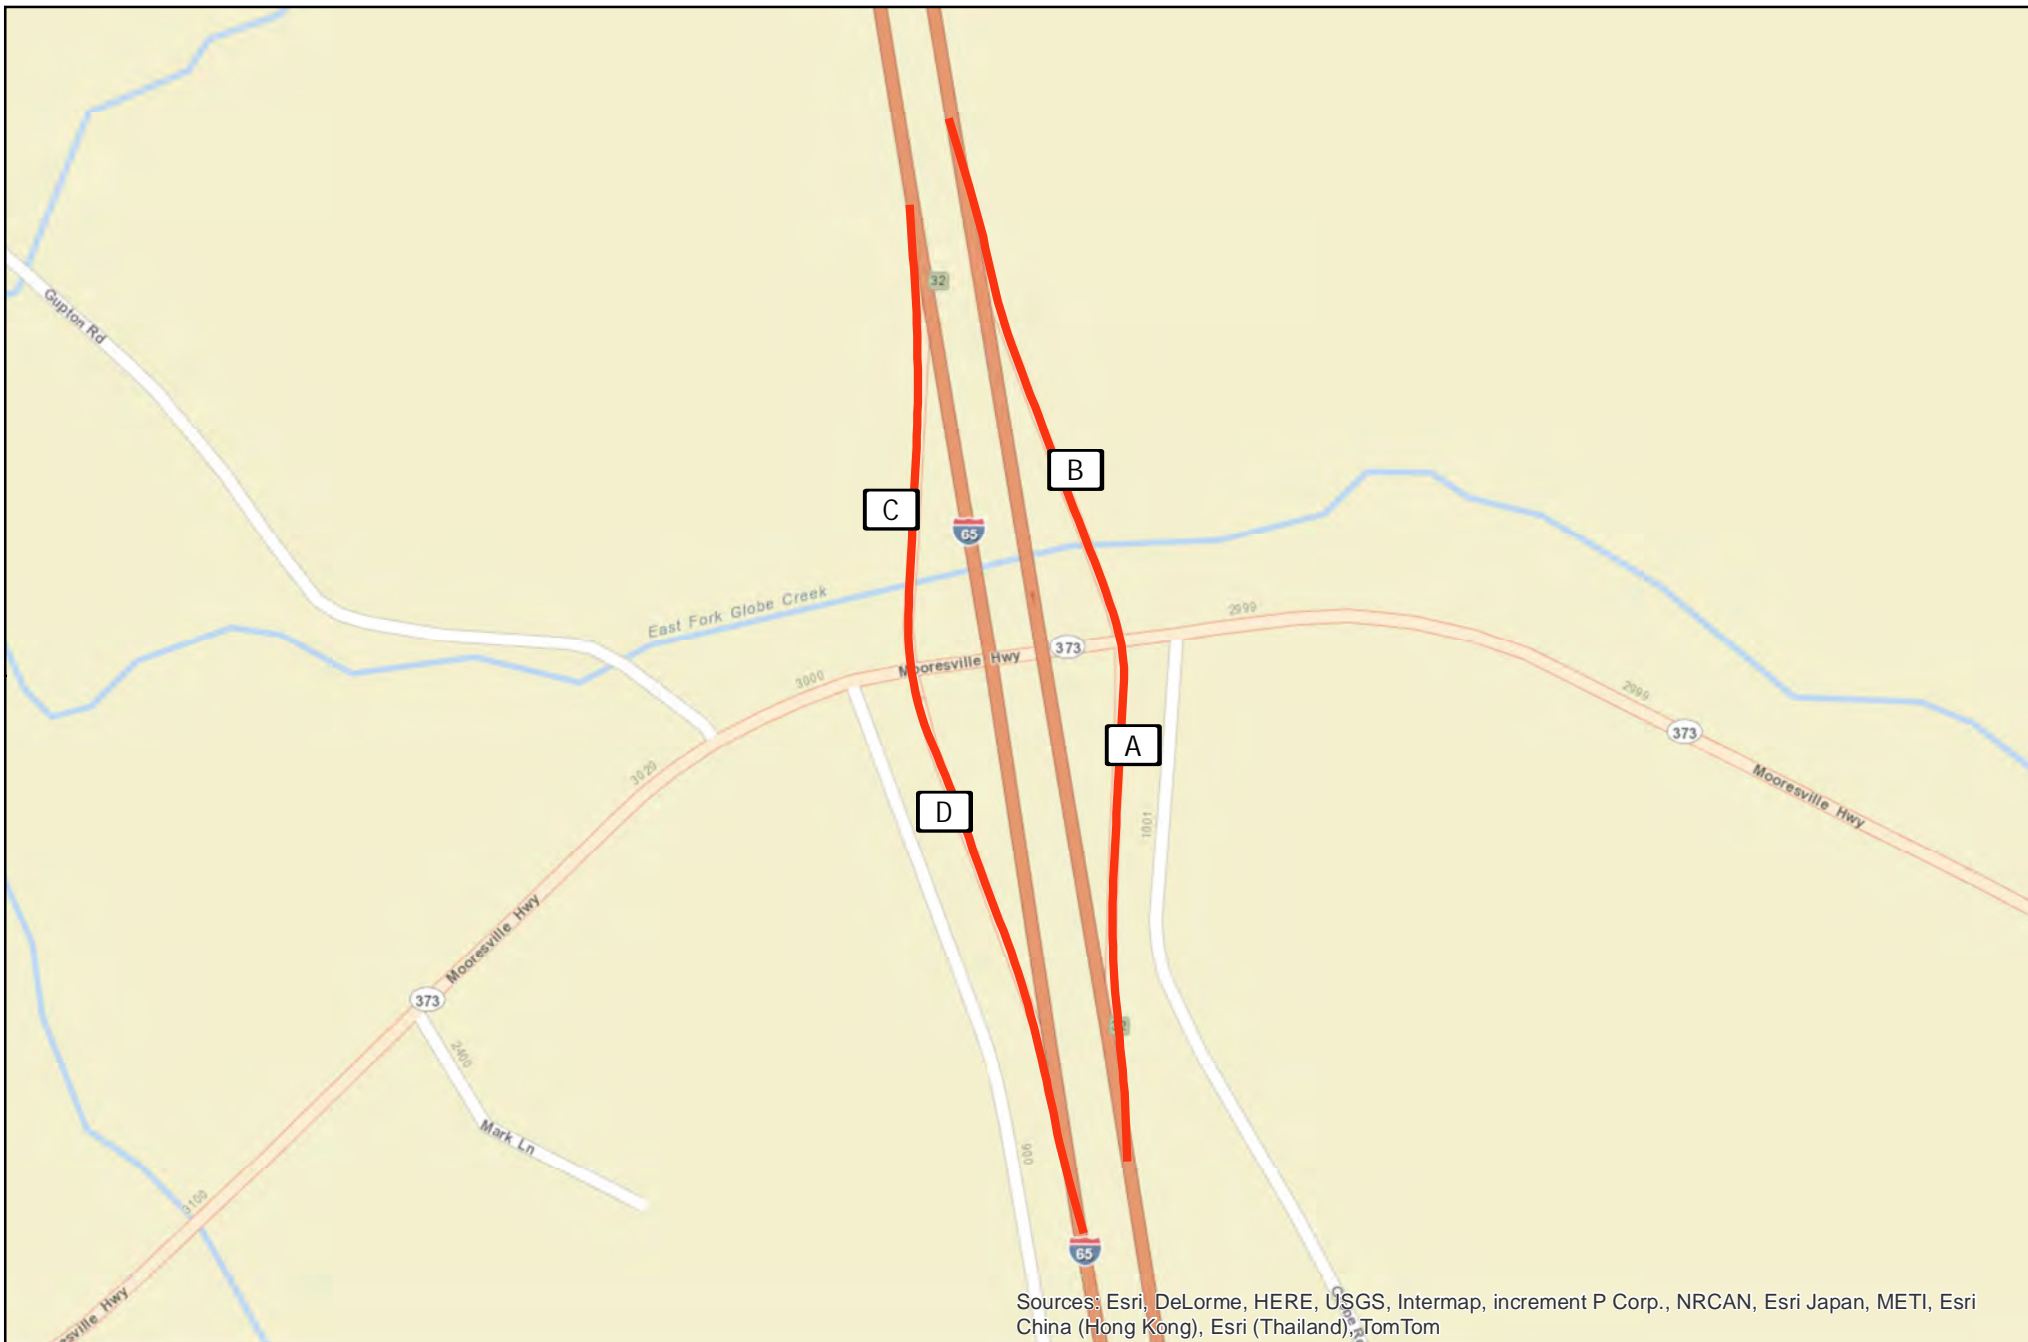 32
Gupton Rd
B
C
65
East Fork Globe Creek
2999
373
Mooresville Hwy
3000
2999
373
A
3029
Mooresville Hwy
D
1001
Mooresville Hwy
373
32
2400
Mark Ln
900
3100
65
Sources: Esri, DeLorme, HERE, USGS, Intermap, increment P Corp., NRCAN, Esri Japan, METI, Esri
China (Hong Kong), Esri (Thailand), TomTom